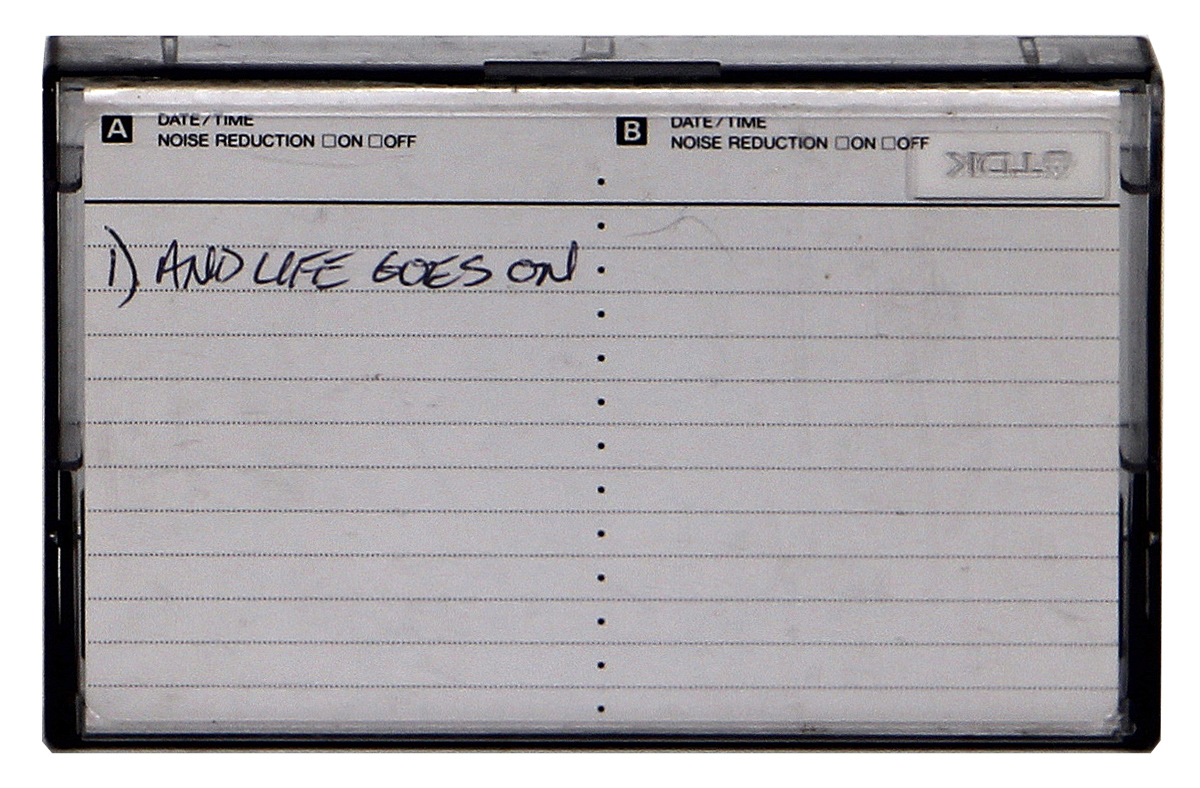 A DATE/TIME
NOISE REDUCTION □ON □OFF
B DATE/TIME
NOISE REDUCTION □ON □OFF
TDK
1) AND LIFE GOES ON